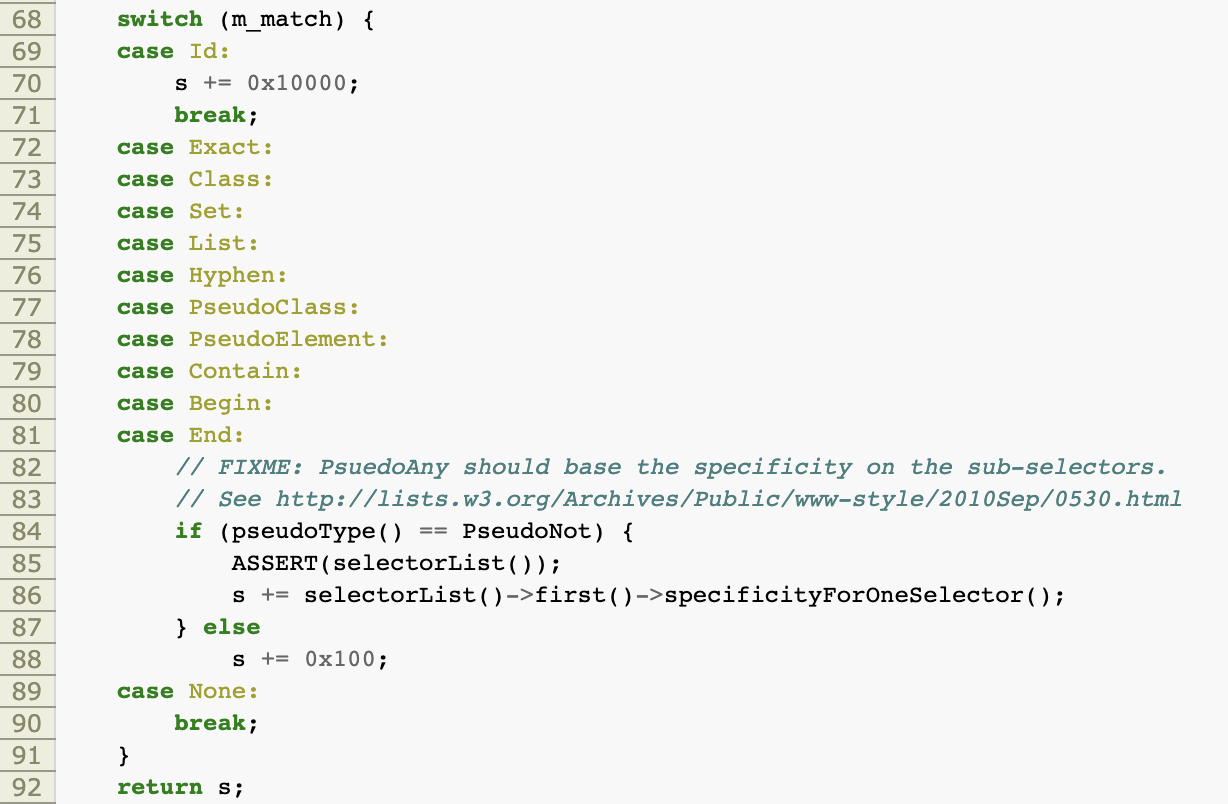 68 switch (m_match) {
69 case Id:
70 s += 0x10000;
71 break;
72 case Exact:
73 case Class:
74 case Set:
75 case List:
76 case Hyphen:
77 case PseudoClass:
78 case PseudoElement:
79 case Contain:
80 case Begin:
81 case End:
82 // FIXME: PsuedoAny should base the specificity on the sub-selectors.
83 // See http://lists.w3.org/Archives/Public/www-style/2010Sep/0530.html
84 if (pseudoType() == PseudoNot) {
85 ASSERT(selectorList());
86 s += selectorList()->first()->specificityForOneSelector();
87 } else
88 s += 0x100;
89 case None:
90 break;
91 }
92 return s;